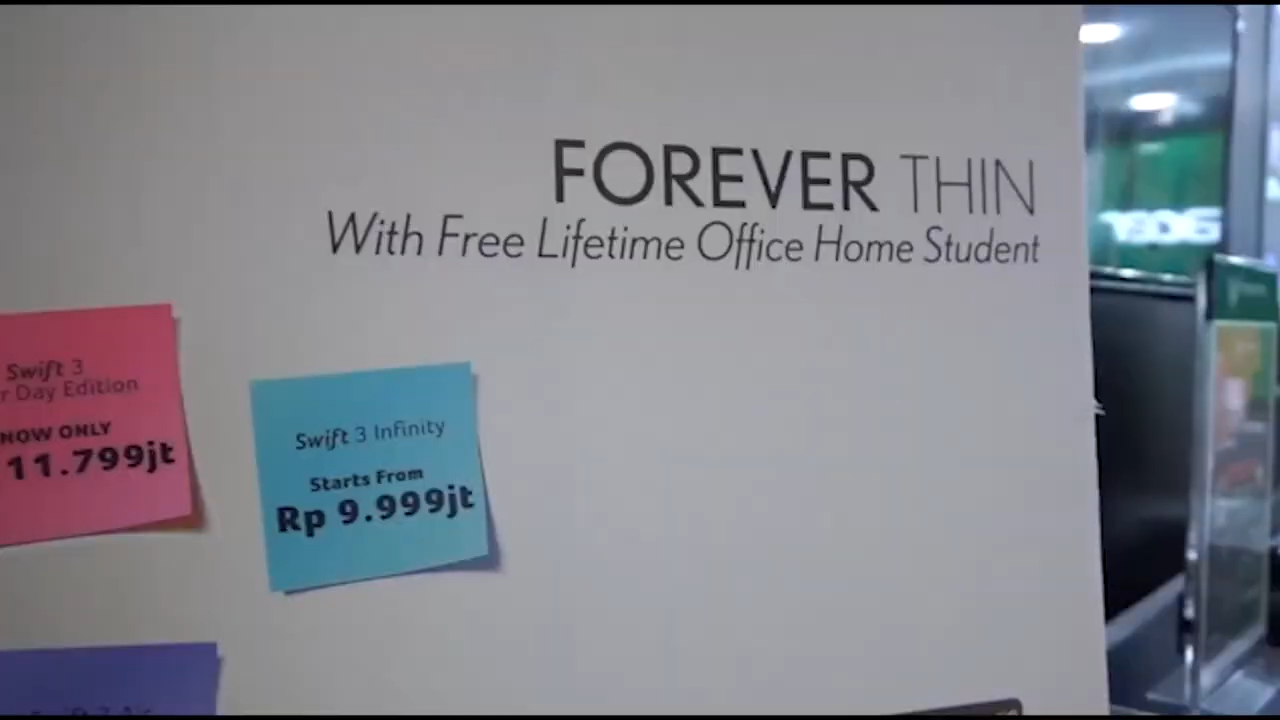 FOREVER THIN
With Free Lifetime Office Home Student
Swift 3
Day Edition
NOW ONLY
11.799jt
Swift 3 Infinity
Starts From
Rp 9.999jt